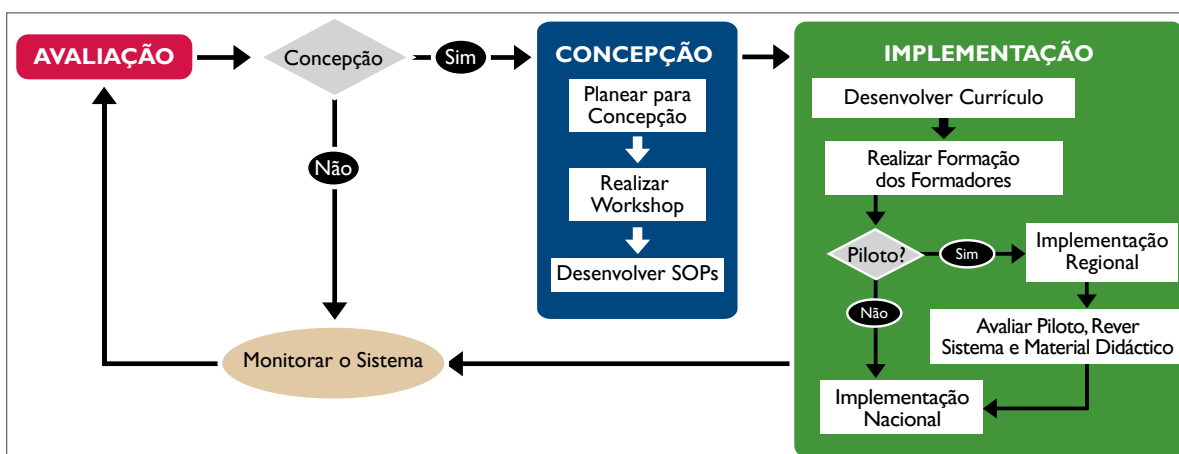 AVALIAÇÃO
Concepção
Sim
Não
CONCEPÇÃO
Planear para
Concepção
Realizar
Workshop
Desenvolver SOPs
IMPLEMENTAÇÃO
Desenvolver Currículo
Realizar Formação
dos Formadores
Piloto?
Sim
Implementação
Regional
Não
Avaliar Piloto, Rever
Sistema e Material Didáctico
Implementação
Nacional
Monitorar o Sistema